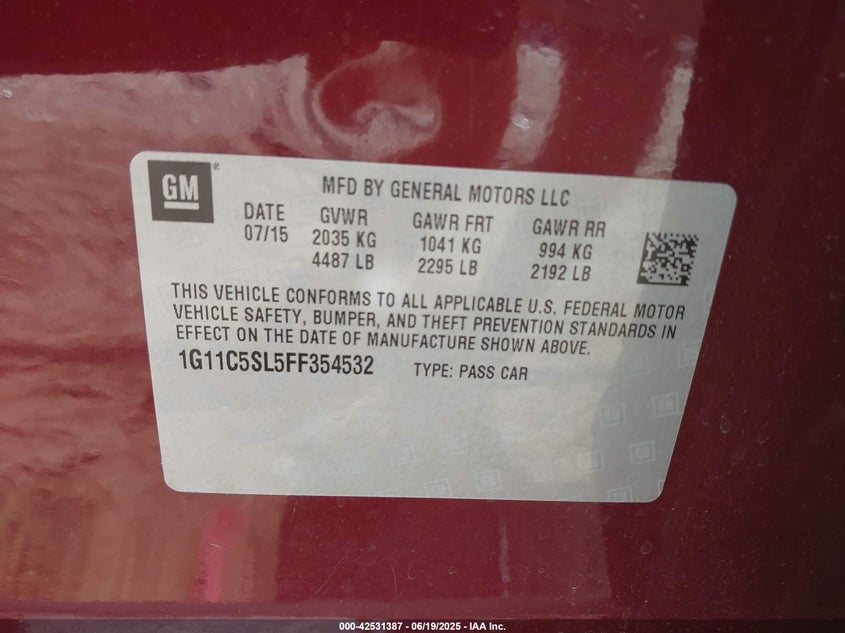 GM®
MFD BY GENERAL MOTORS LLC
DATE GVWR GAWR FRT GAWR RR
07/15 2035 KG 1041 KG 994 KG
4487 LB 2295 LB 2192 LB
THIS VEHICLE CONFORMS TO ALL APPLICABLE U.S. FEDERAL MOTOR
VEHICLE SAFETY, BUMPER, AND THEFT PREVENTION STANDARDS IN
EFFECT ON THE DATE OF MANUFACTURE SHOWN ABOVE.
1G11C5SL5FF354532 TYPE: PASS CAR
GM
GM
GM
000-42531387 - 06/19/2025 - IAA Inc.